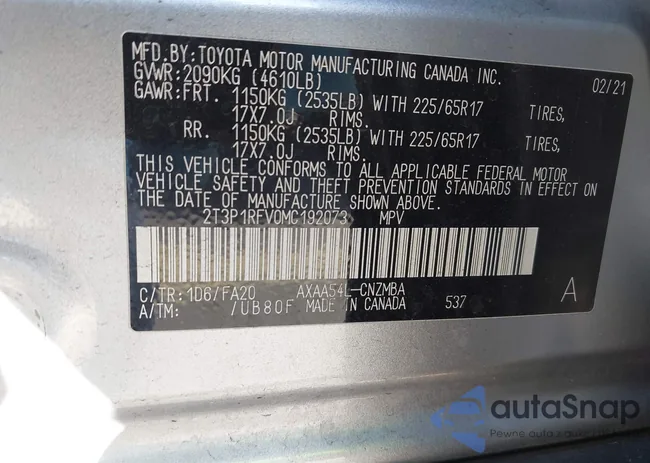 MFD.BY:TOYOTA MOTOR MANUFACTURING CANADA INC.
GVWR:2090KG (4610LB) 02/21
GAWR:FRT. 1150KG (2535LB) WITH 225/65R17 TIRES,
17X7.0J RIMS.
RR. 1150KG (2535LB) WITH 225/65R17 TIRES,
17X7.0J RIMS.
THIS VEHICLE CONFORMS TO ALL APPLICABLE FEDERAL MOTOR
VEHICLE SAFETY AND THEFT PREVENTION STANDARDS IN EFFECT ON
THE DATE OF MANUFACTURE SHOWN ABOVE.
2T3P1RFV0MC192073 MPV
C/TR:1D6/FA20 AXAA54L-CNZMBA A
A/TM: /UB80F MADE IN CANADA 537
autaSnap
Pewne auta z